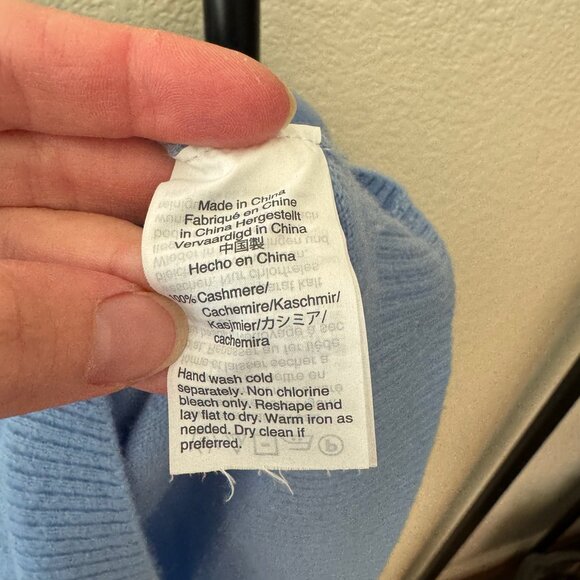 Made in China
Fabriqué en Chine
in China Hergestellt
Vervaardigd in China
中国製
Hecho en China
100% Cashmere/
Cachemire/Kaschmir/
Kasjmier/カシミア/
cachemira
Hand wash cold
separately. Non chlorine
bleach only. Reshape and
lay flat to dry. Warm iron as
needed. Dry clean if
preferred.